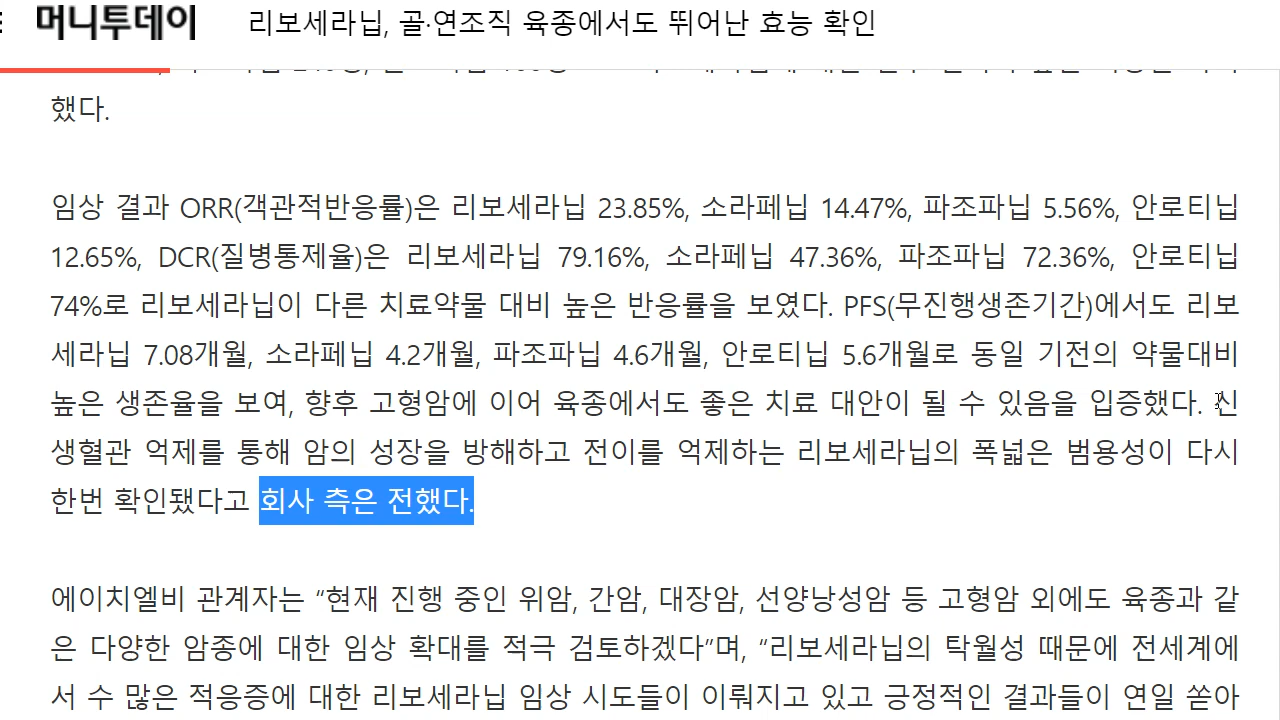 머니투데이 리보세라닙, 골·연조직 육종에서도 뛰어난 효능 확인
했다.
임상 결과 ORR(객관적반응률)은 리보세라닙 23.85%, 소라페닙 14.47%, 파조파닙 5.56%, 안로티닙
12.65%, DCR(질병통제율)은 리보세라닙 79.16%, 소라페닙 47.36%, 파조파닙 72.36%, 안로티닙
74%로 리보세라닙이 다른 치료약물 대비 높은 반응률을 보였다. PFS(무진행생존기간)에서도 리보
세라닙 7.08개월, 소라페닙 4.2개월, 파조파닙 4.6개월, 안로티닙 5.6개월로 동일 기전의 약물대비
높은 생존율을 보여, 향후 고형암에 이어 육종에서도 좋은 치료 대안이 될 수 있음을 입증했다. 신
생혈관 억제를 통해 암의 성장을 방해하고 전이를 억제하는 리보세라닙의 폭넓은 범용성이 다시
한번 확인됐다고 회사 측은 전했다.
에이치엘비 관계자는 “현재 진행 중인 위암, 간암, 대장암, 선양낭성암 등 고형암 외에도 육종과 같
은 다양한 암종에 대한 임상 확대를 적극 검토하겠다”며, “리보세라닙의 탁월성 때문에 전세계에
서 수 많은 적응증에 대한 리보세라닙 임상 시도들이 이뤄지고 있고 긍정적인 결과들이 연일 쏟아